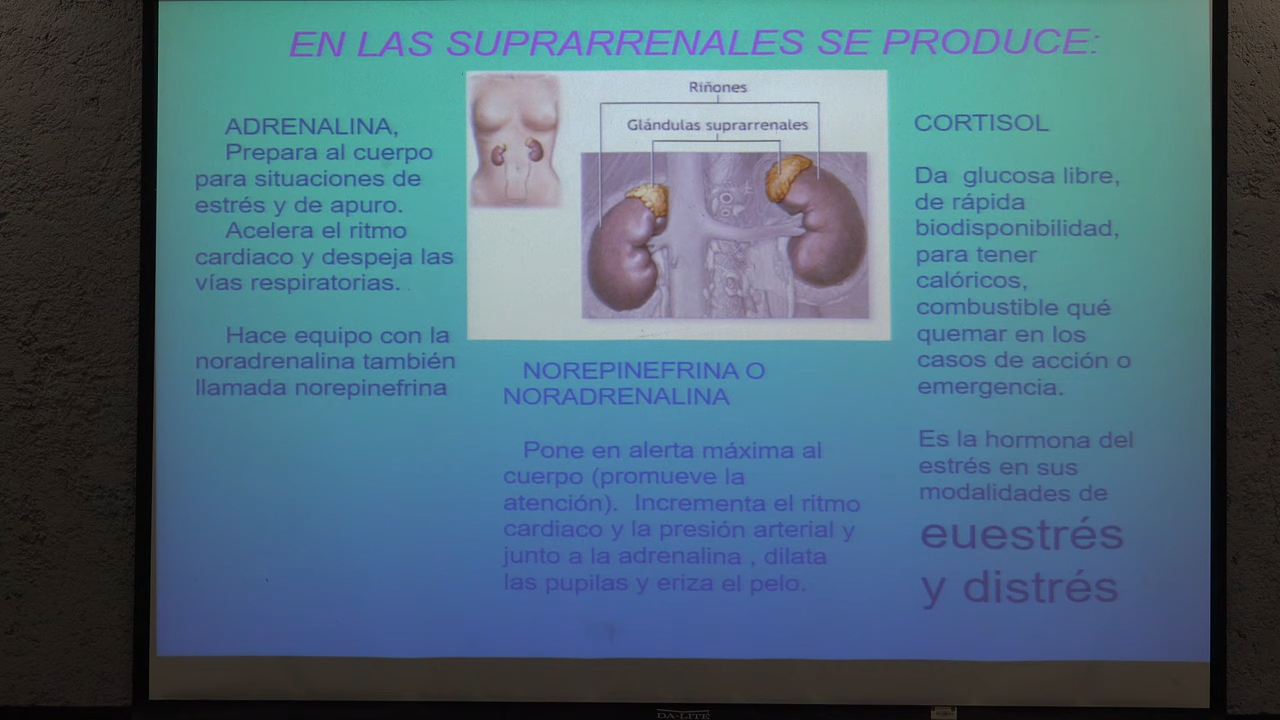 EN LAS SUPRARRENALES SE PRODUCE:
ADRENALINA,
Prepara al cuerpo
para situaciones de
estrés y de apuro.
Acelera el ritmo
cardiaco y despeja las
vías respiratorias.
Hace equipo con la
noradrenalina también
llamada norepinefrina
Riñones
Glándulas suprarrenales
NOREPINEFRINA O
NORADRENALINA
Pone en alerta máxima al
cuerpo (promueve la
atención). Incrementa el ritmo
cardiaco y la presión arterial y
junto a la adrenalina , dilata
las pupilas y eriza el pelo.
CORTISOL
Da glucosa libre,
de rápida
biodisponibilidad,
para tener
calóricos,
combustible qué
quemar en los
casos de acción o
emergencia.
Es la hormona del
estrés en sus
modalidades de
euestrés
y distrés
DA-LITE